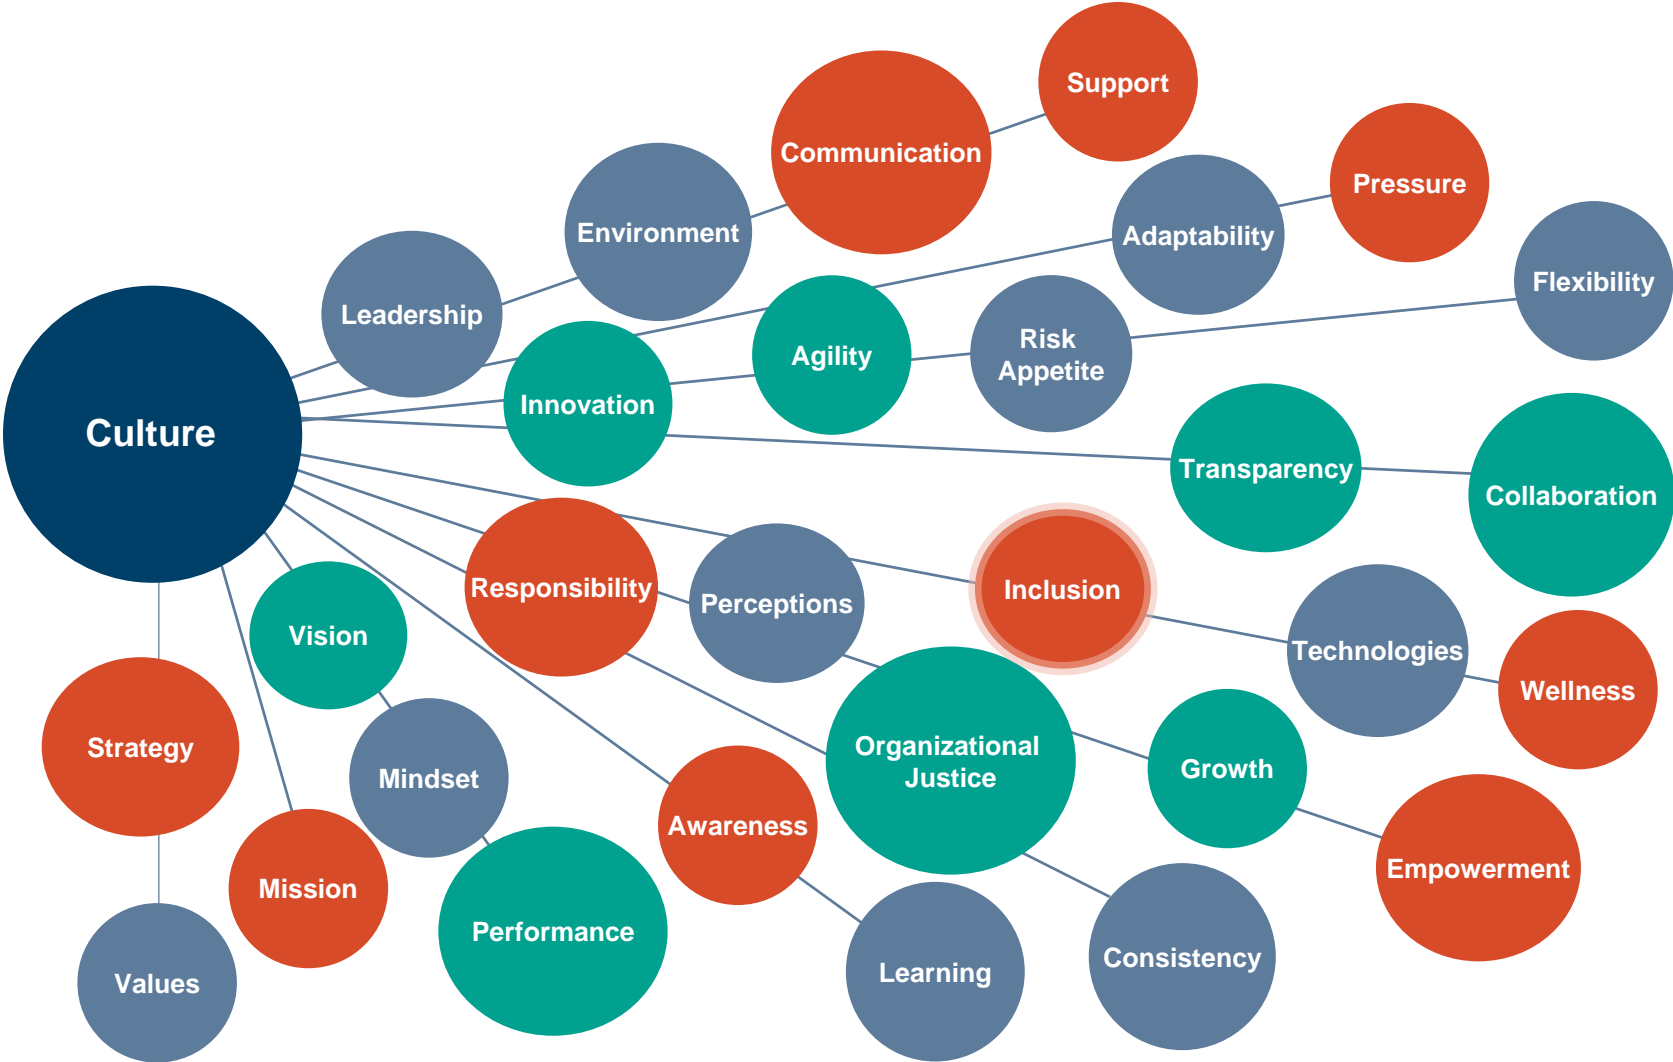 Support
Communication
Pressure
Environment
Adaptability
Flexibility
Leadership
Risk
Appetite
Agility
Innovation
Culture
Transparency
Collaboration
Responsibility
Perceptions
Inclusion
Vision
Technologies
Wellness
Strategy
Mindset
Organizational
Justice
Growth
Awareness
Empowerment
Mission
Performance
Values
Learning
Consistency